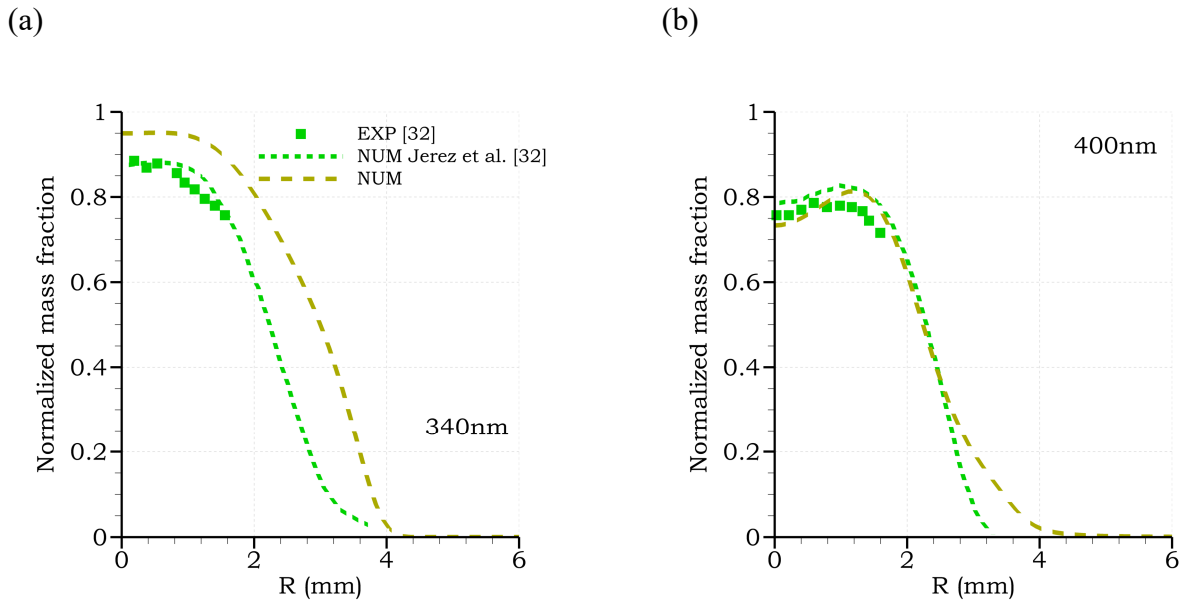 (a)
(b)
1
0.8
0.6
0.4
0.2
0
0
2
4
6
R (mm)
Normalized mass fraction
EXP [32]
NUM Jerez et al. [32]
NUM
340nm
1
0.8
0.6
0.4
0.2
0
0
2
4
6
R (mm)
Normalized mass fraction
400nm